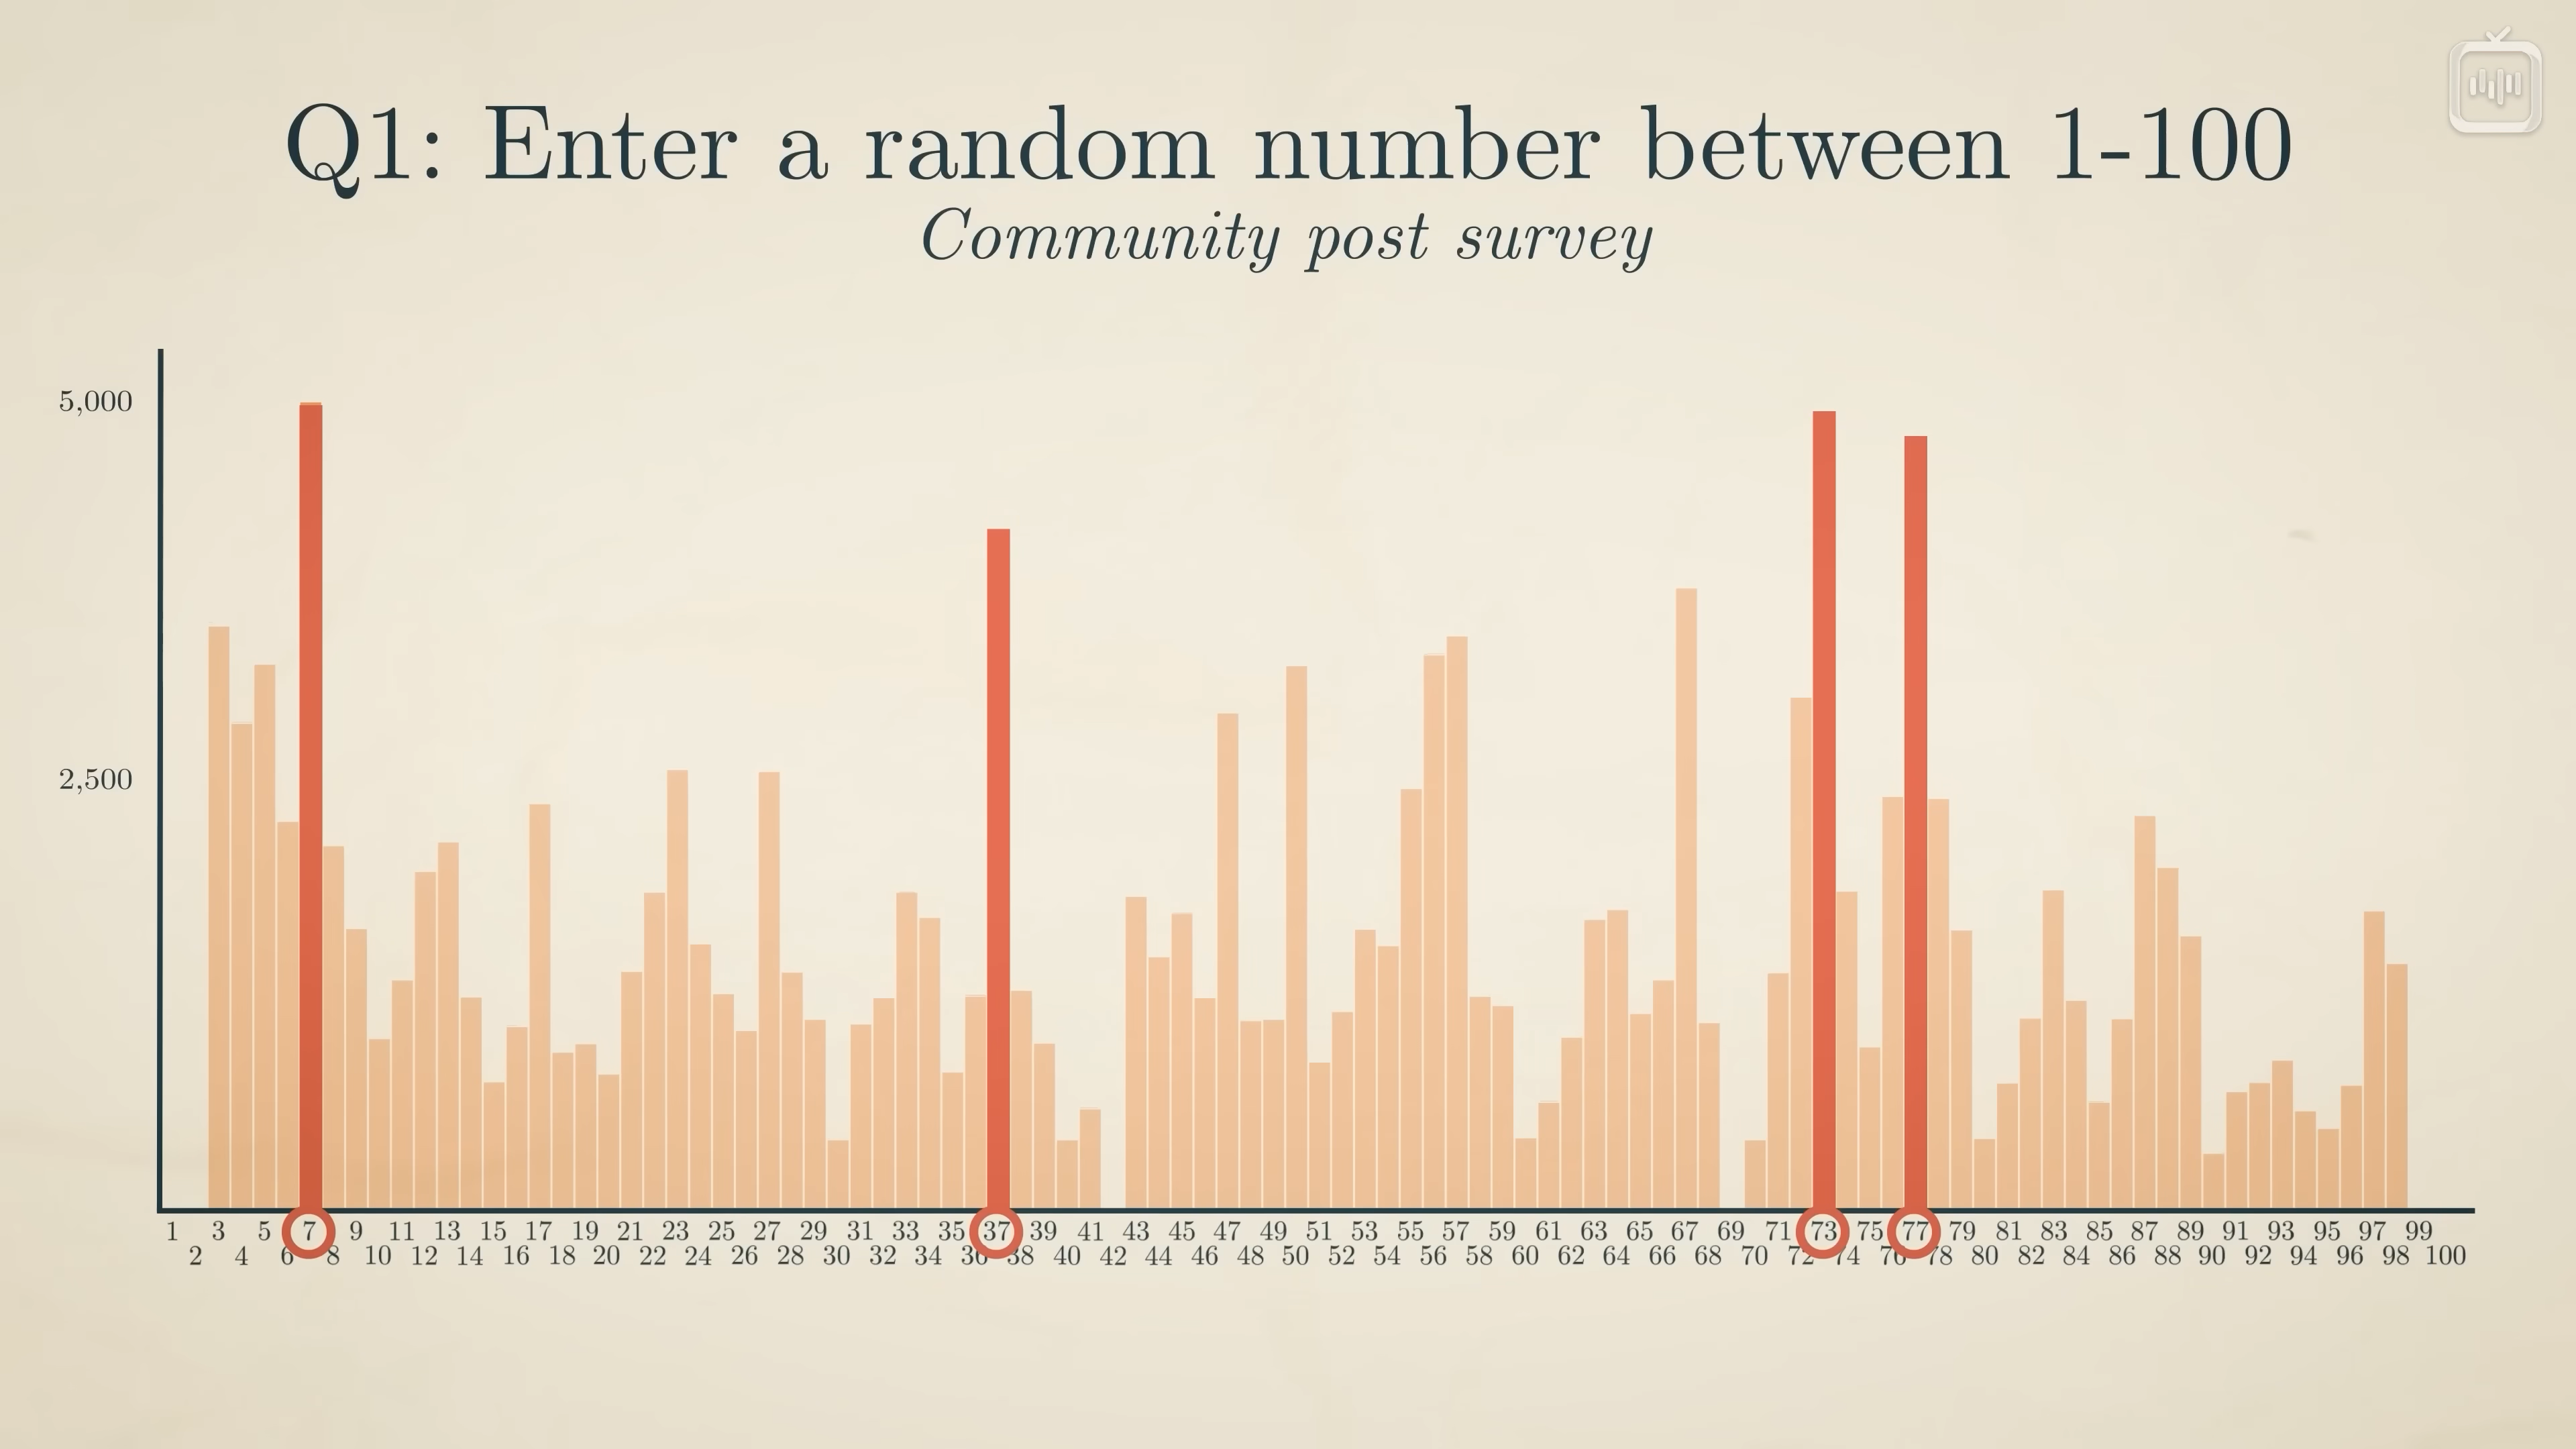 Q1: Enter a random number between 1-100
Community post survey
5,000
2,500
1 3 5 7 9 11 13 15 17 19 21 23 25 27 29 31 33 35 37 39 41 43 45 47 49 51 53 55 57 59 61 63 65 67 69 71 73 75 77 79 81 83 85 87 89 91 93 95 97 99
2 4 6 8 10 12 14 16 18 20 22 24 26 28 30 32 34 36 38 40 42 44 46 48 50 52 54 56 58 60 62 64 66 68 70 72 74 76 78 80 82 84 86 88 90 92 94 96 98 100